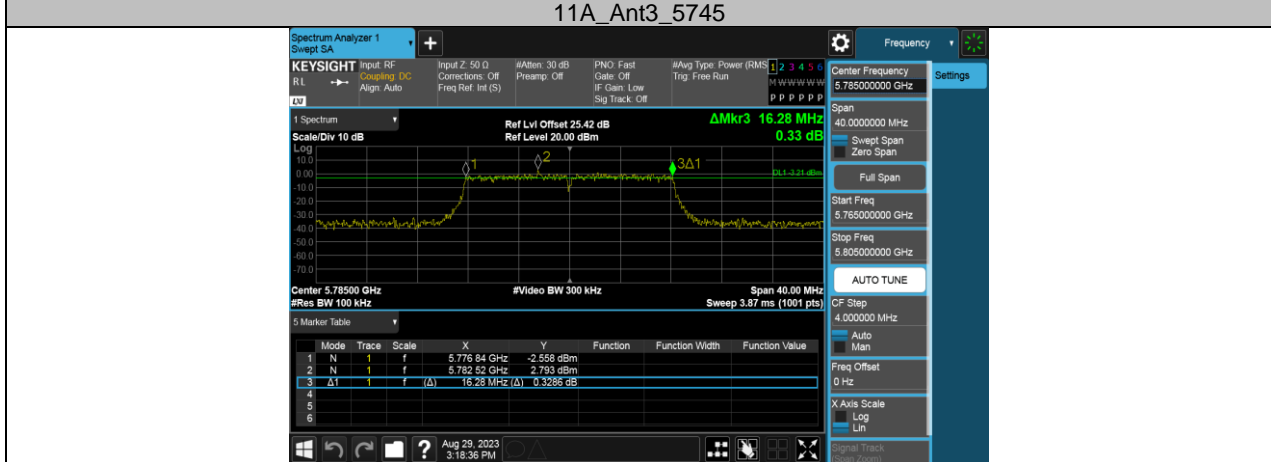 11A_Ant3_5745
Spectrum Analyzer 1
Swept SA
+
Frequency
KEYSIGHT
RL
LXI
Input: RF
Coupling: DC
Align: Auto
Input Z: 50 Ω
Corrections: Off
Freq Ref: Int (S)
#Atten: 30 dB
Preamp: Off
PNO: Fast
Gate: Off
IF Gain: Low
Sig Track: Off
#Avg Type: Power (RMS
Trig: Free Run
1 2 3 4 5 6
M W W W W W
P P P P P P
Center Frequency
5.785000000 GHz
Settings
1 Spectrum
Scale/Div 10 dB
Ref Lvl Offset 25.42 dB
Ref Level 20.00 dBm
ΔMkr3 16.28 MHz
0.33 dB
Log
10.0
0.00
-10.0
-20.0
-30.0
-40.0
-50.0
-60.0
-70.0
1
2
3Δ1
DL1 -3.21 dBm
Center 5.78500 GHz
#Res BW 100 kHz
#Video BW 300 kHz
Span 40.00 MHz
Sweep 3.87 ms (1001 pts)
Span
40.0000000 MHz
Swept Span
Zero Span
Full Span
Start Freq
5.765000000 GHz
Stop Freq
5.805000000 GHz
AUTO TUNE
CF Step
4.000000 MHz
Auto
Man
Freq Offset
0 Hz
X Axis Scale
Log
Lin
Signal Track
(Span Zoom)
5 Marker Table
Mode Trace Scale X Y Function Function Width Function Value
1 N 1 f 5.776 84 GHz -2.558 dBm
2 N 1 f 5.782 52 GHz 2.793 dBm
3 Δ1 1 f (Δ) 16.28 MHz (Δ) 0.3286 dB
4
5
6
?
Aug 29, 2023
3:18:36 PM